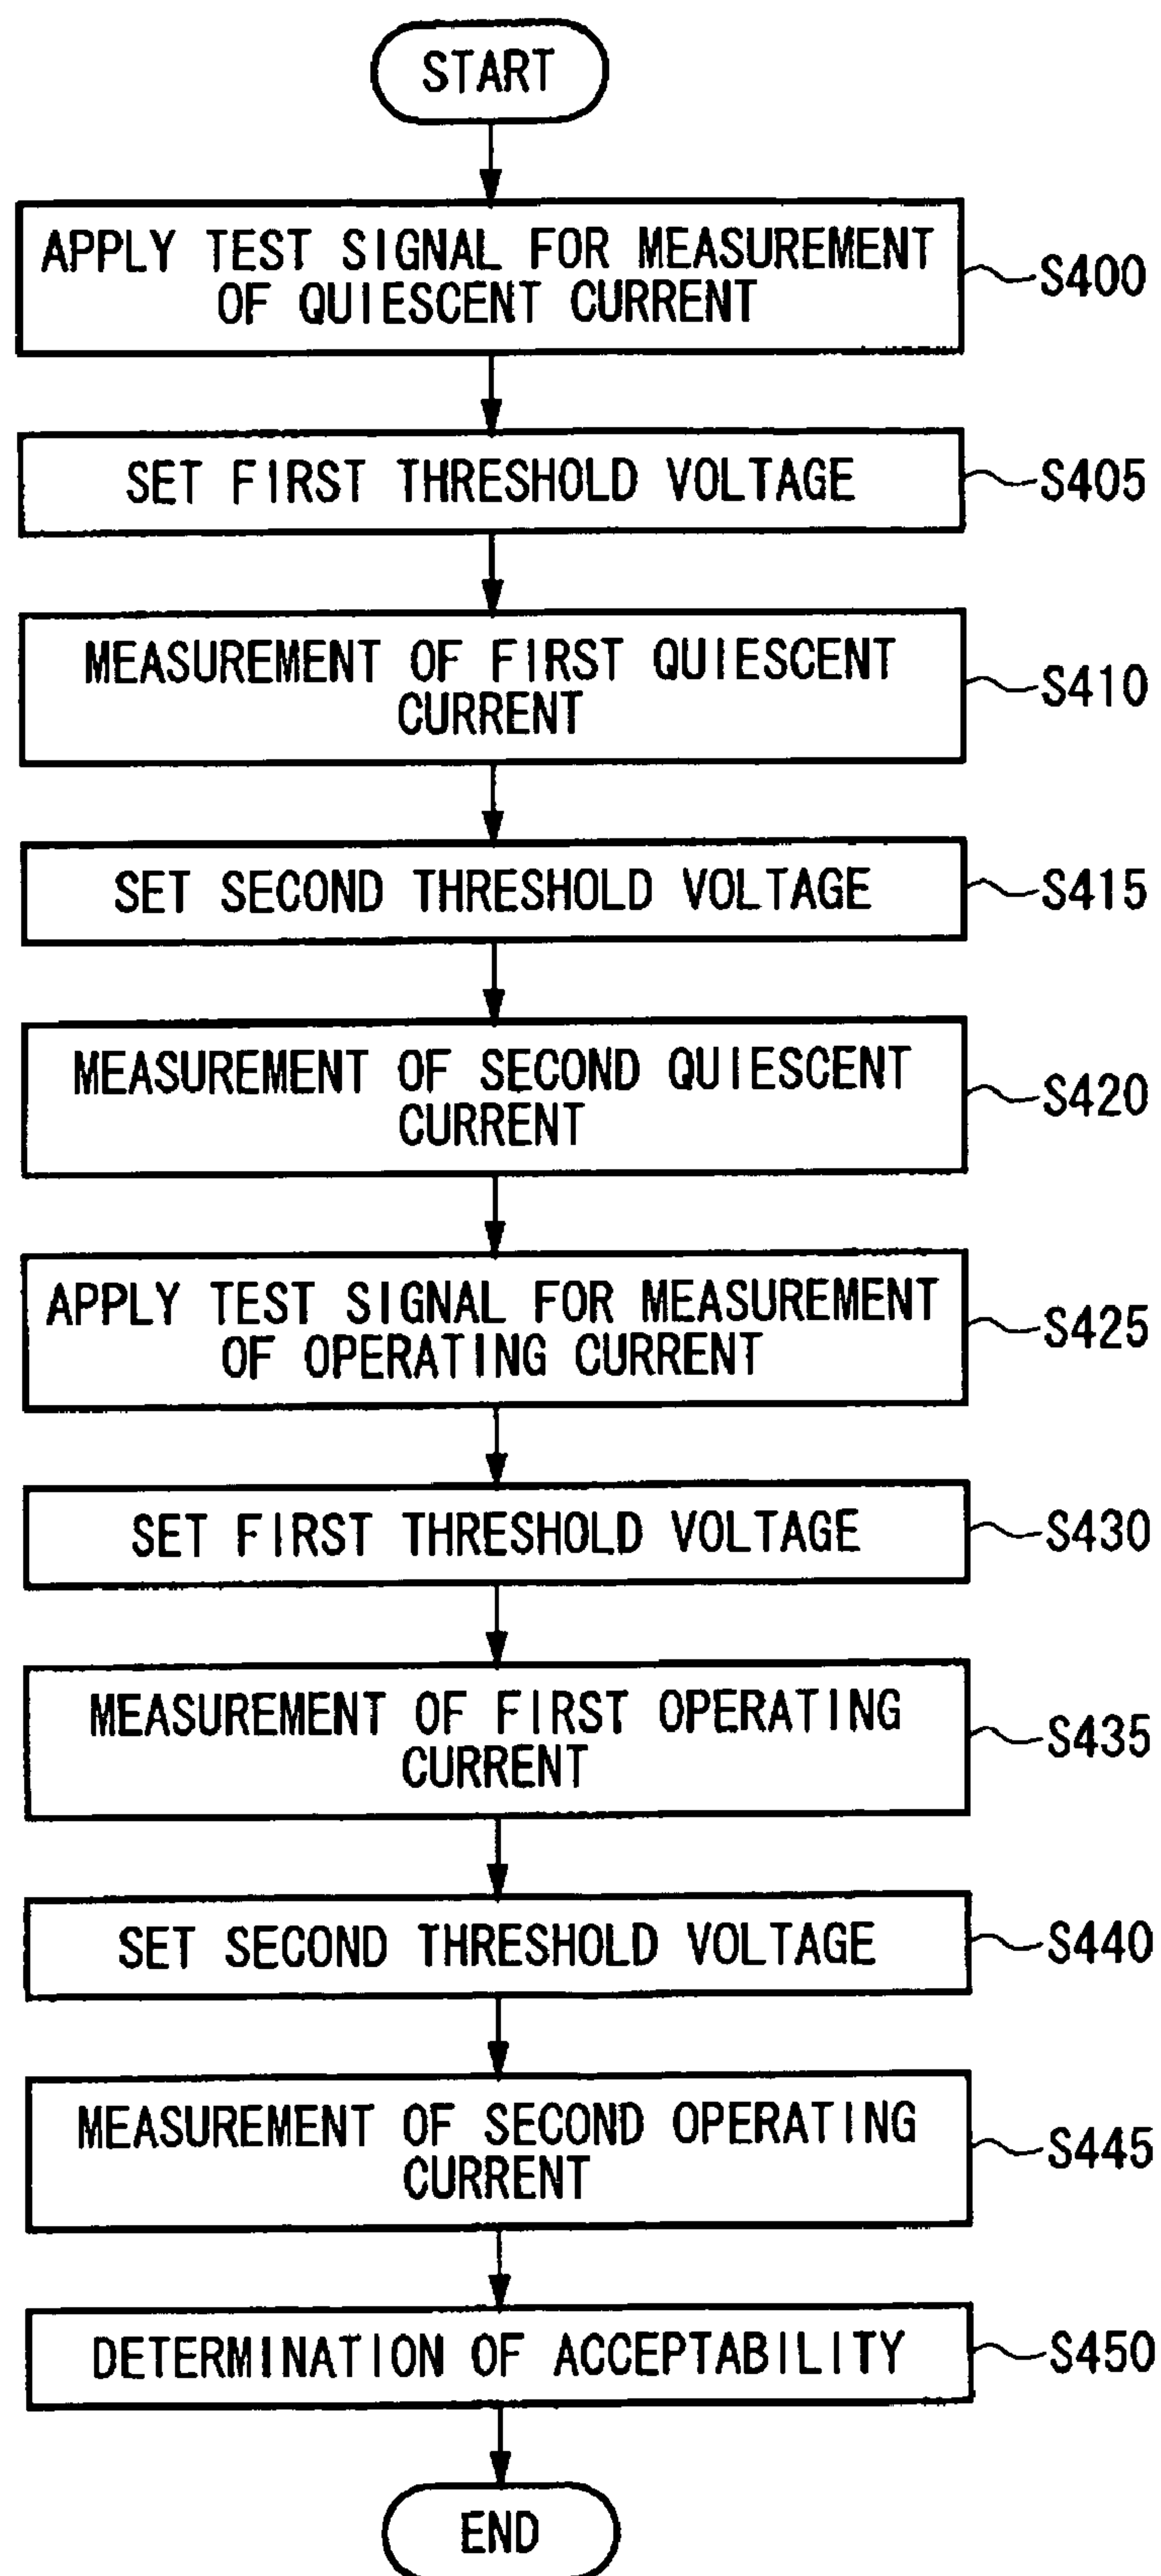 START
APPLY TEST SIGNAL FOR MEASUREMENT
OF QUIESCENT CURRENT
S400
SET FIRST THRESHOLD VOLTAGE
S405
MEASUREMENT OF FIRST QUIESCENT
CURRENT
S410
SET SECOND THRESHOLD VOLTAGE
S415
MEASUREMENT OF SECOND QUIESCENT
CURRENT
S420
APPLY TEST SIGNAL FOR MEASUREMENT
OF OPERATING CURRENT
S425
SET FIRST THRESHOLD VOLTAGE
S430
MEASUREMENT OF FIRST OPERATING
CURRENT
S435
SET SECOND THRESHOLD VOLTAGE
S440
MEASUREMENT OF SECOND OPERATING
CURRENT
S445
DETERMINATION OF ACCEPTABILITY
S450
END